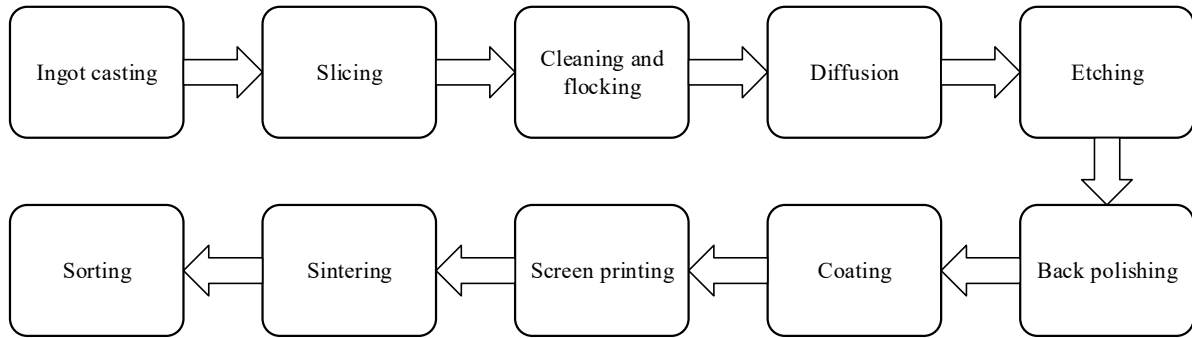 Ingot casting
Slicing
Cleaning and
flocking
Diffusion
Etching
Sorting
Sintering
Screen printing
Coating
Back polishing